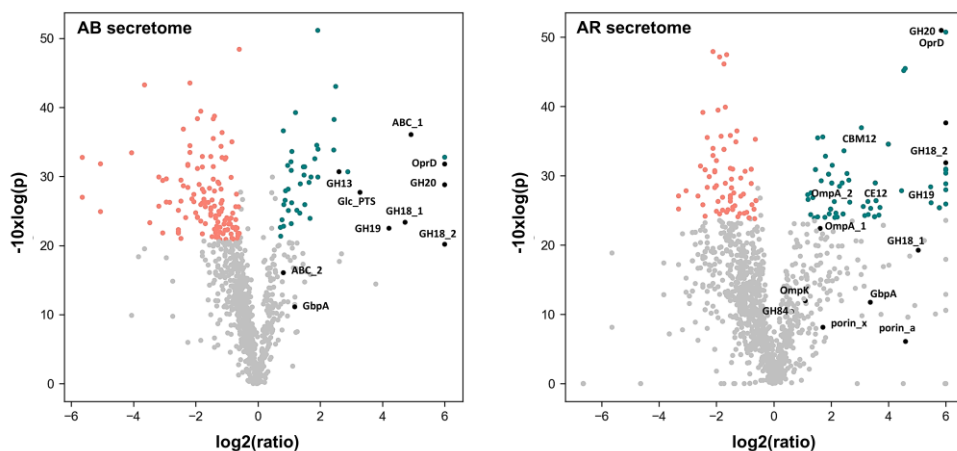 AB secretome
50
40
30
20
10
0
-10xlog(p)
ABC_1
OprD
GH13
GH20
Glc_PTS
GH18_1
GH19
GH18_2
ABC_2
GbpA
−6
−4
−2
0
2
4
6
log2(ratio)
AR secretome
50
40
30
20
10
0
-10xlog(p)
GH20
OprD
CBM12
GH18_2
OmpA_2
CE12
GH19
OmpA_1
GH18_1
OmpK
GbpA
GH84
porin_x
porin_a
−6
−4
−2
0
2
4
6
log2(ratio)